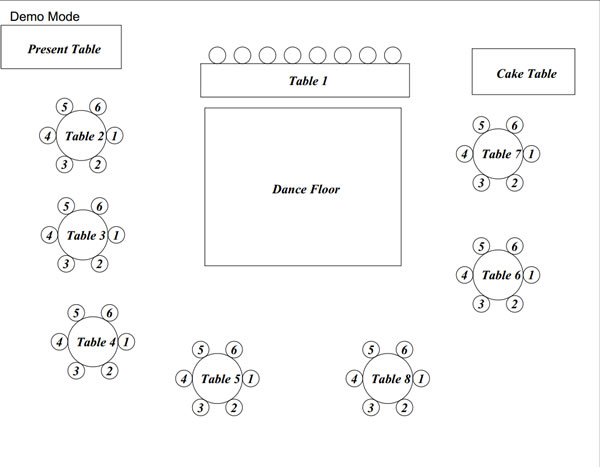 Demo Mode
Present Table
Table 1
Cake Table
5 6
4 Table 2 1
3 2
5 6
4 Table 7 1
3 2
Dance Floor
5 6
4 Table 3 1
3 2
5 6
4 Table 6 1
3 2
5 6
4 Table 4 1
3 2
5 6
4 Table 5 1
3 2
5 6
4 Table 8 1
3 2